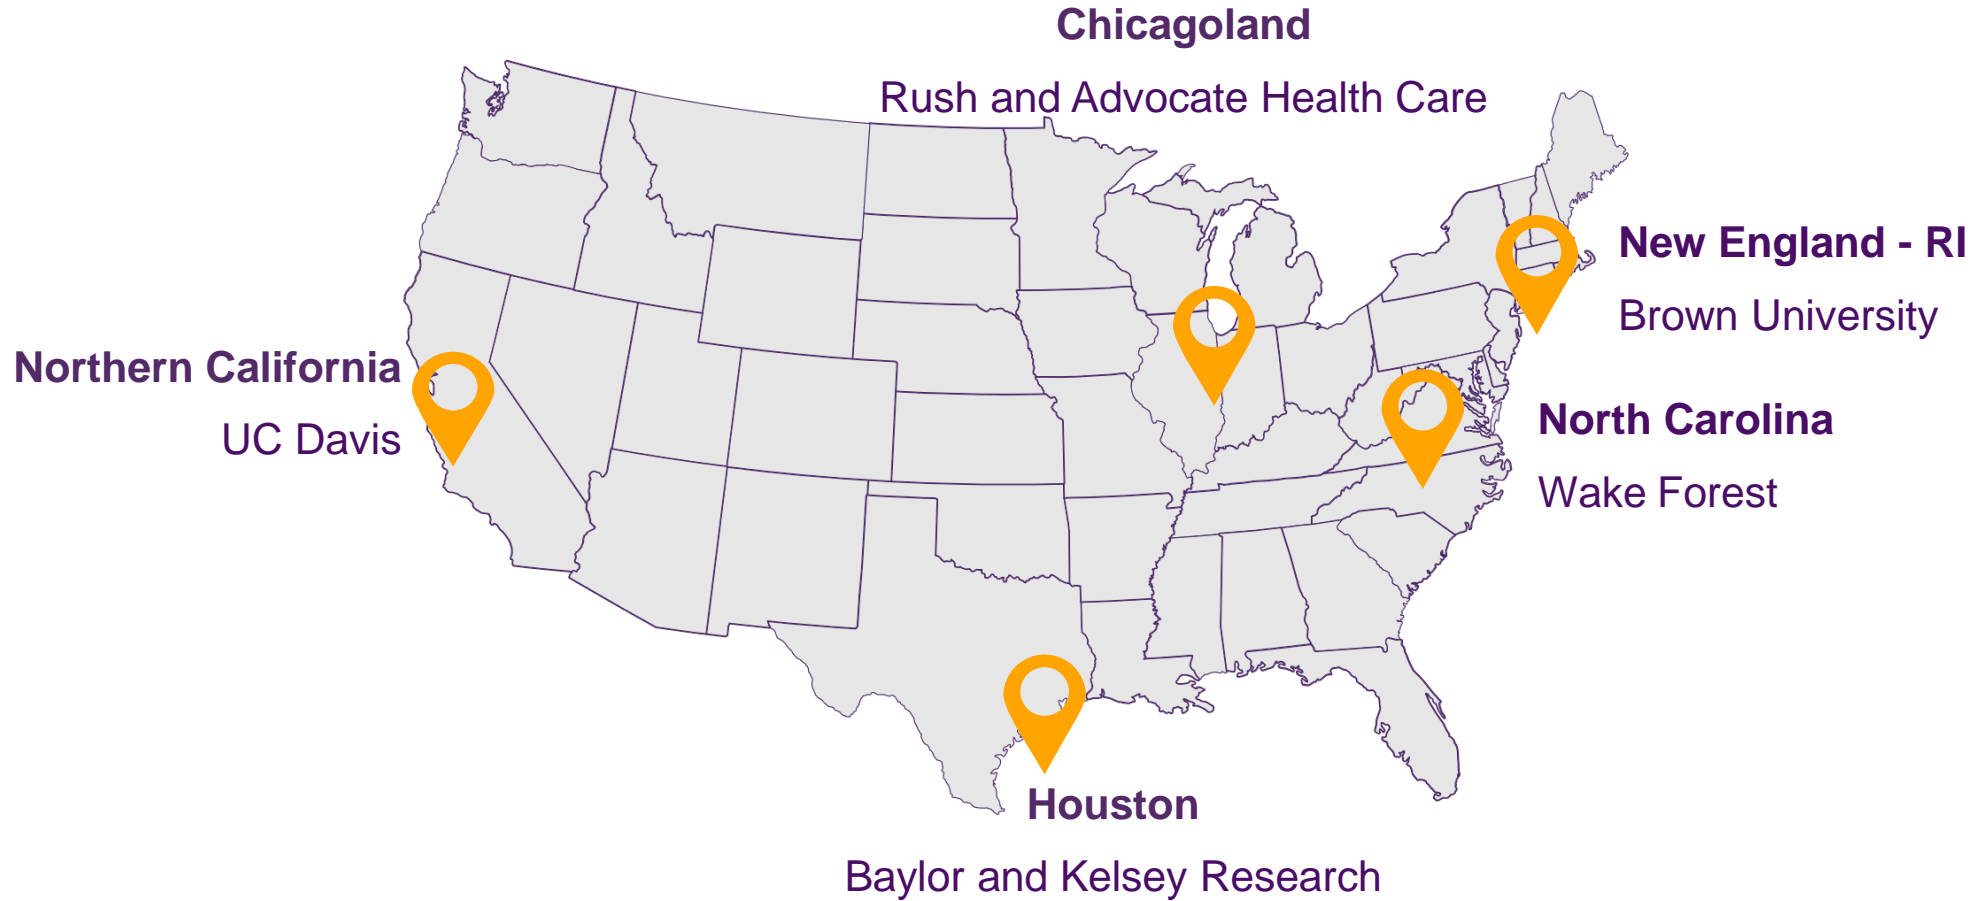 Chicagoland
Rush and Advocate Health Care
New England - RI
Brown University
Northern California
UC Davis
North Carolina
Wake Forest
Houston
Baylor and Kelsey Research